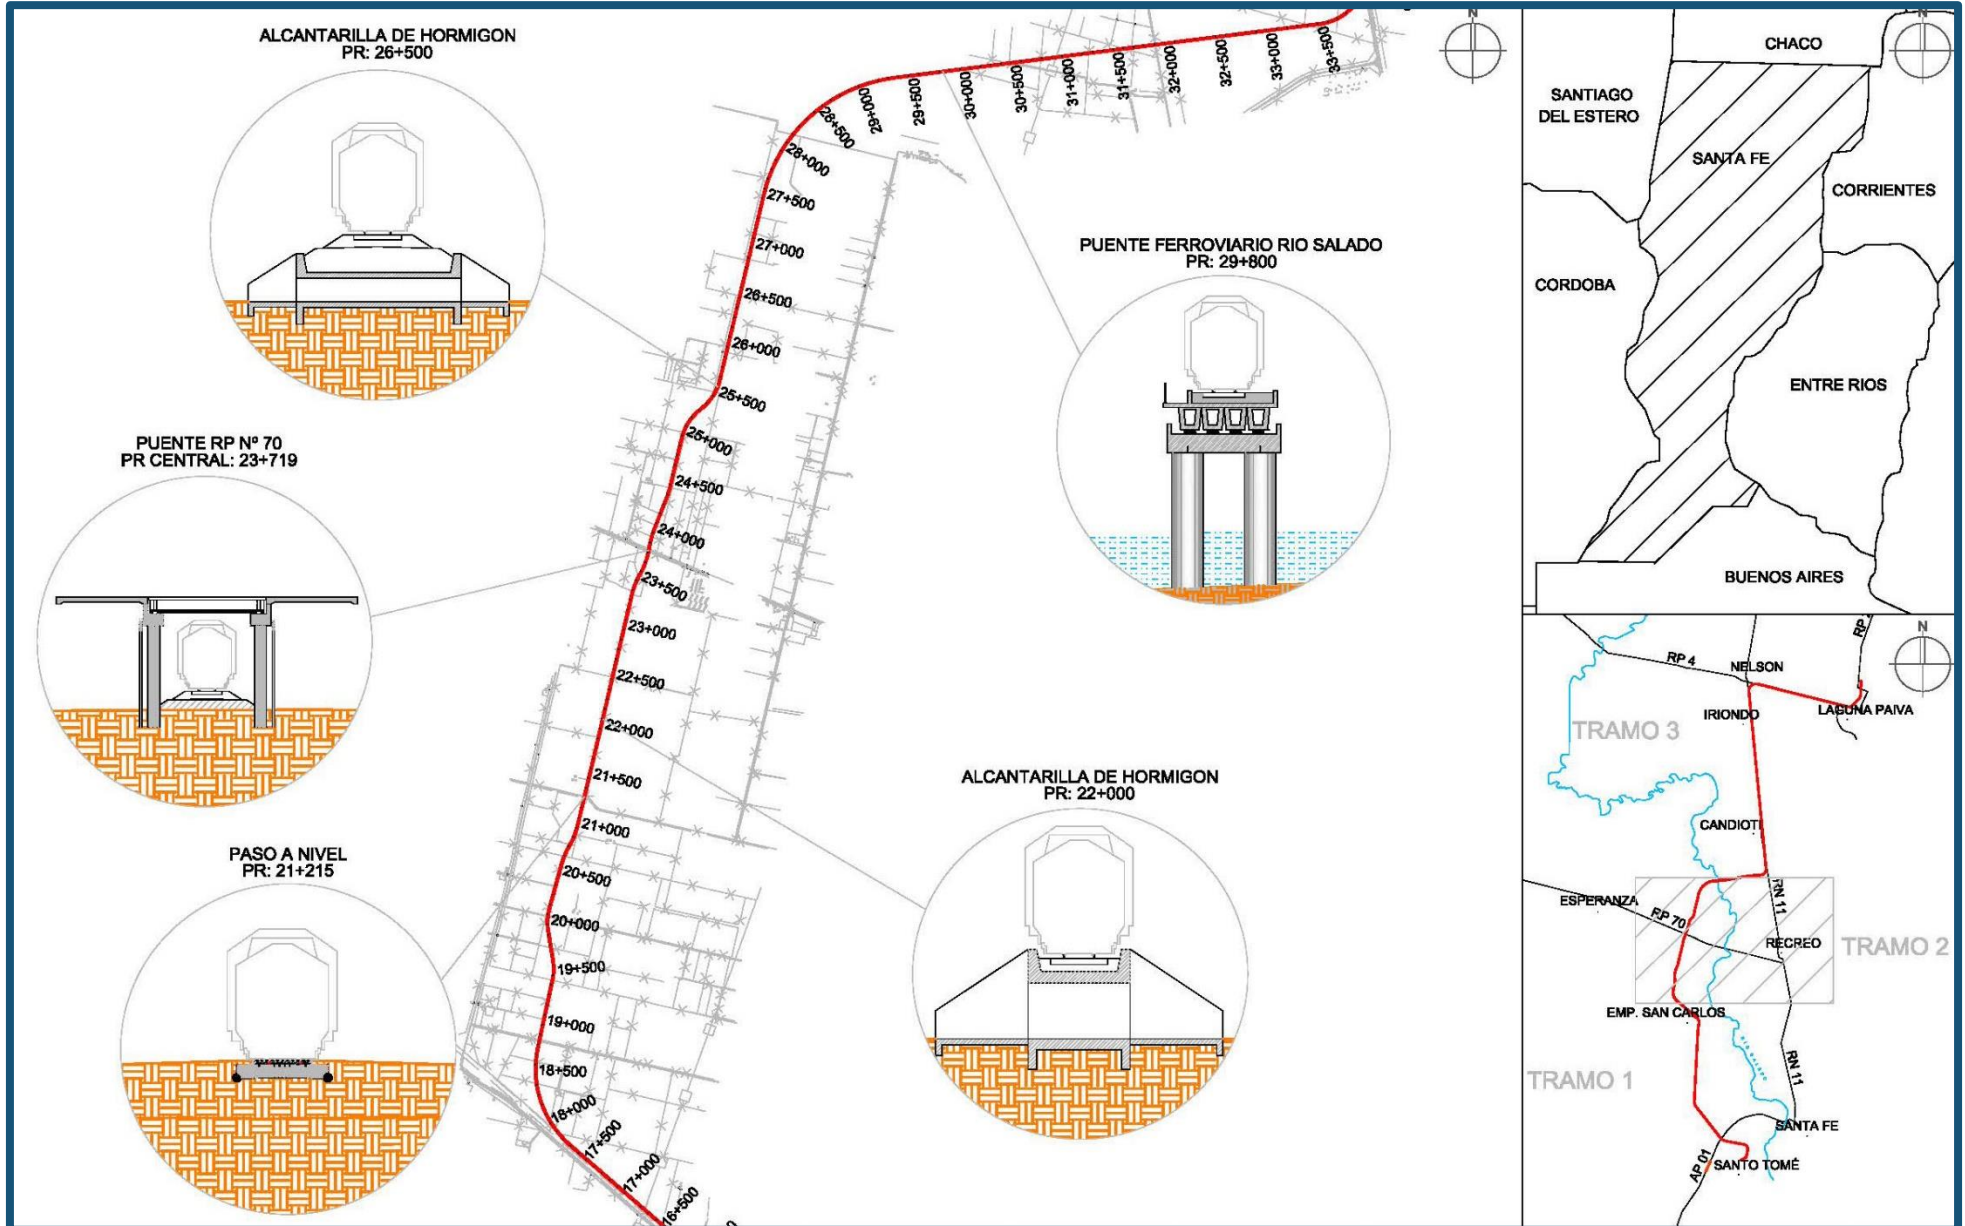 ALCANTARILLA DE HORMIGON
PR: 26+500
PUENTE RP Nº 70
PR CENTRAL: 23+719
PASO A NIVEL
PR: 21+215
33+500
33+000
32+500
32+000
31+500
31+000
30+500
30+000
29+500
29+000
28+500
28+000
27+500
27+000
26+500
26+000
25+500
25+000
24+500
24+000
23+500
23+000
22+500
22+000
21+500
21+000
20+500
20+000
19+500
19+000
18+500
18+000
17+500
17+000
16+500
PUENTE FERROVIARIO RIO SALADO
PR: 29+800
ALCANTARILLA DE HORMIGON
PR: 22+000
N
N
CHACO
SANTIAGO
DEL ESTERO
SANTA FE
CORRIENTES
CORDOBA
ENTRE RIOS
BUENOS AIRES
N
RP
RP 4
NELSON
IRIONDO
LAGUNA PAIVA
TRAMO 3
CANDIOTI
RN 11
ESPERANZA
RP 70
RECREO
TRAMO 2
EMP. SAN CARLOS
TRAMO 1
RN 11
SANTA FE
AP 01
SANTO TOMÉ